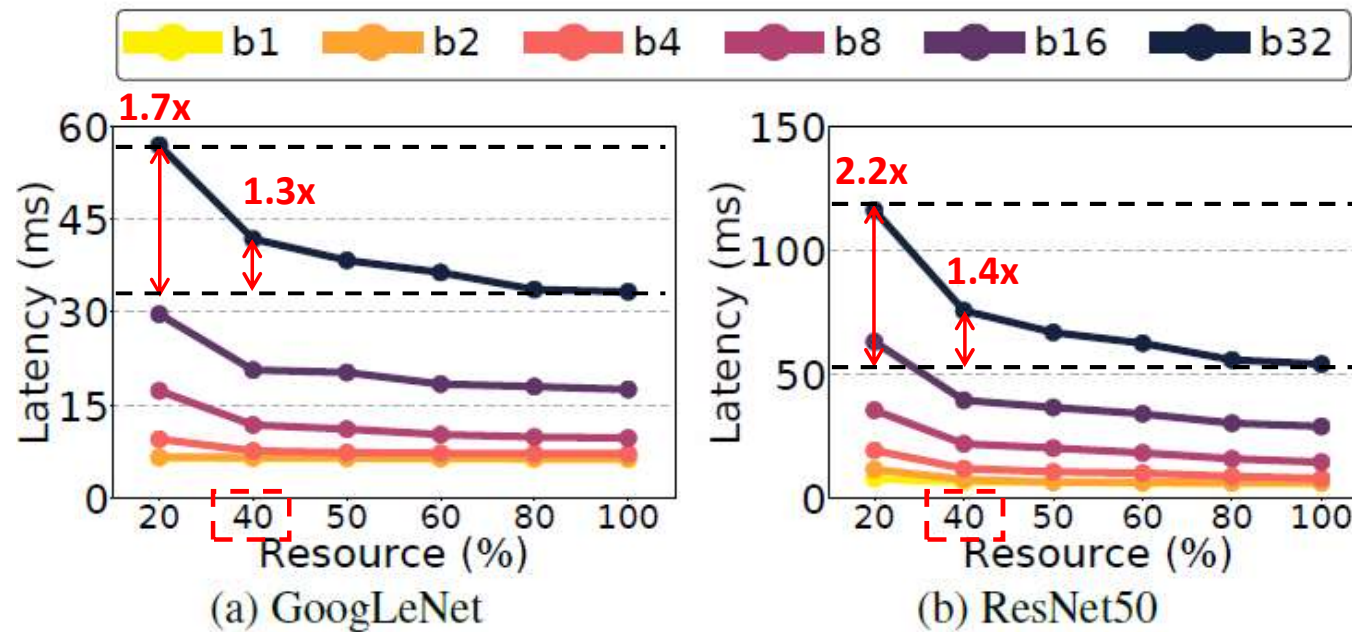 b1 b2 b4 b8 b16 b32
1.7x
60
45
30
15
0
1.3x
Latency (ms)
20 40 50 60 80 100
Resource (%)
(a) GoogLeNet
150
100
50
0
2.2x
1.4x
Latency (ms)
20 40 50 60 80 100
Resource (%)
(b) ResNet50